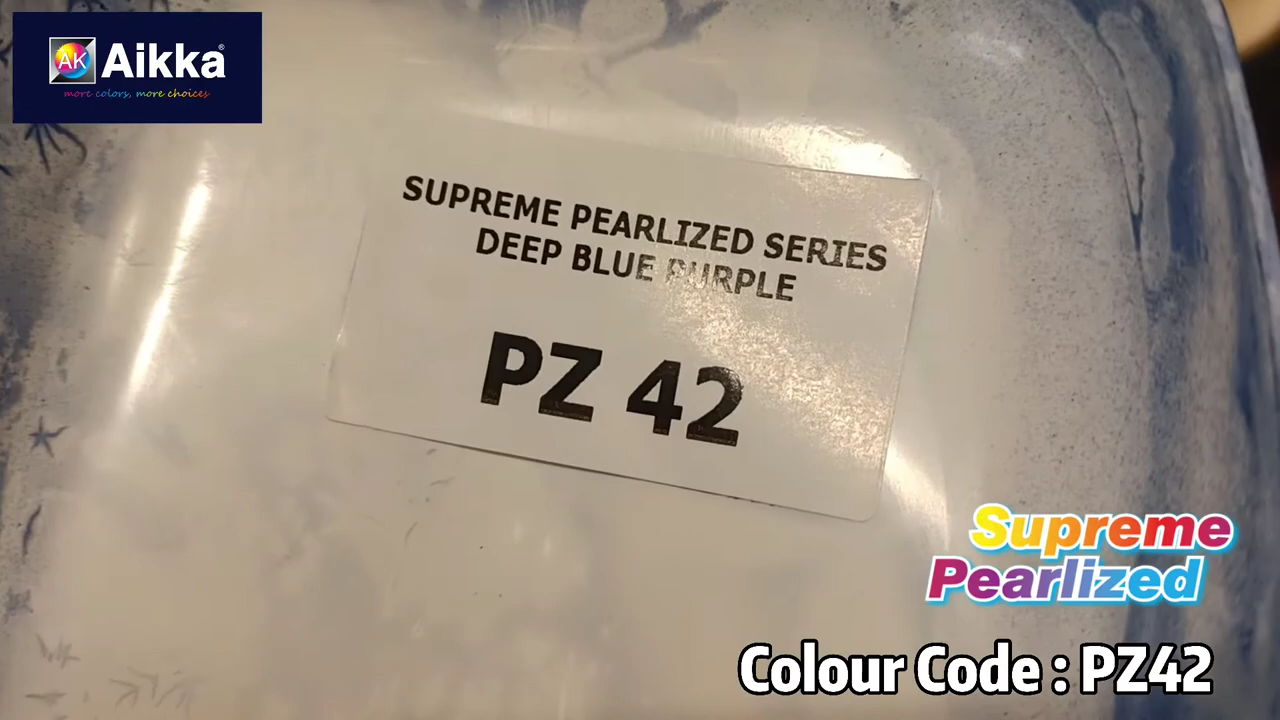 AK Aikka®
more colors, more choices
SUPREME PEARLIZED SERIES
DEEP BLUE PURPLE
PZ 42
Supreme
Pearlized
Colour Code : PZ42